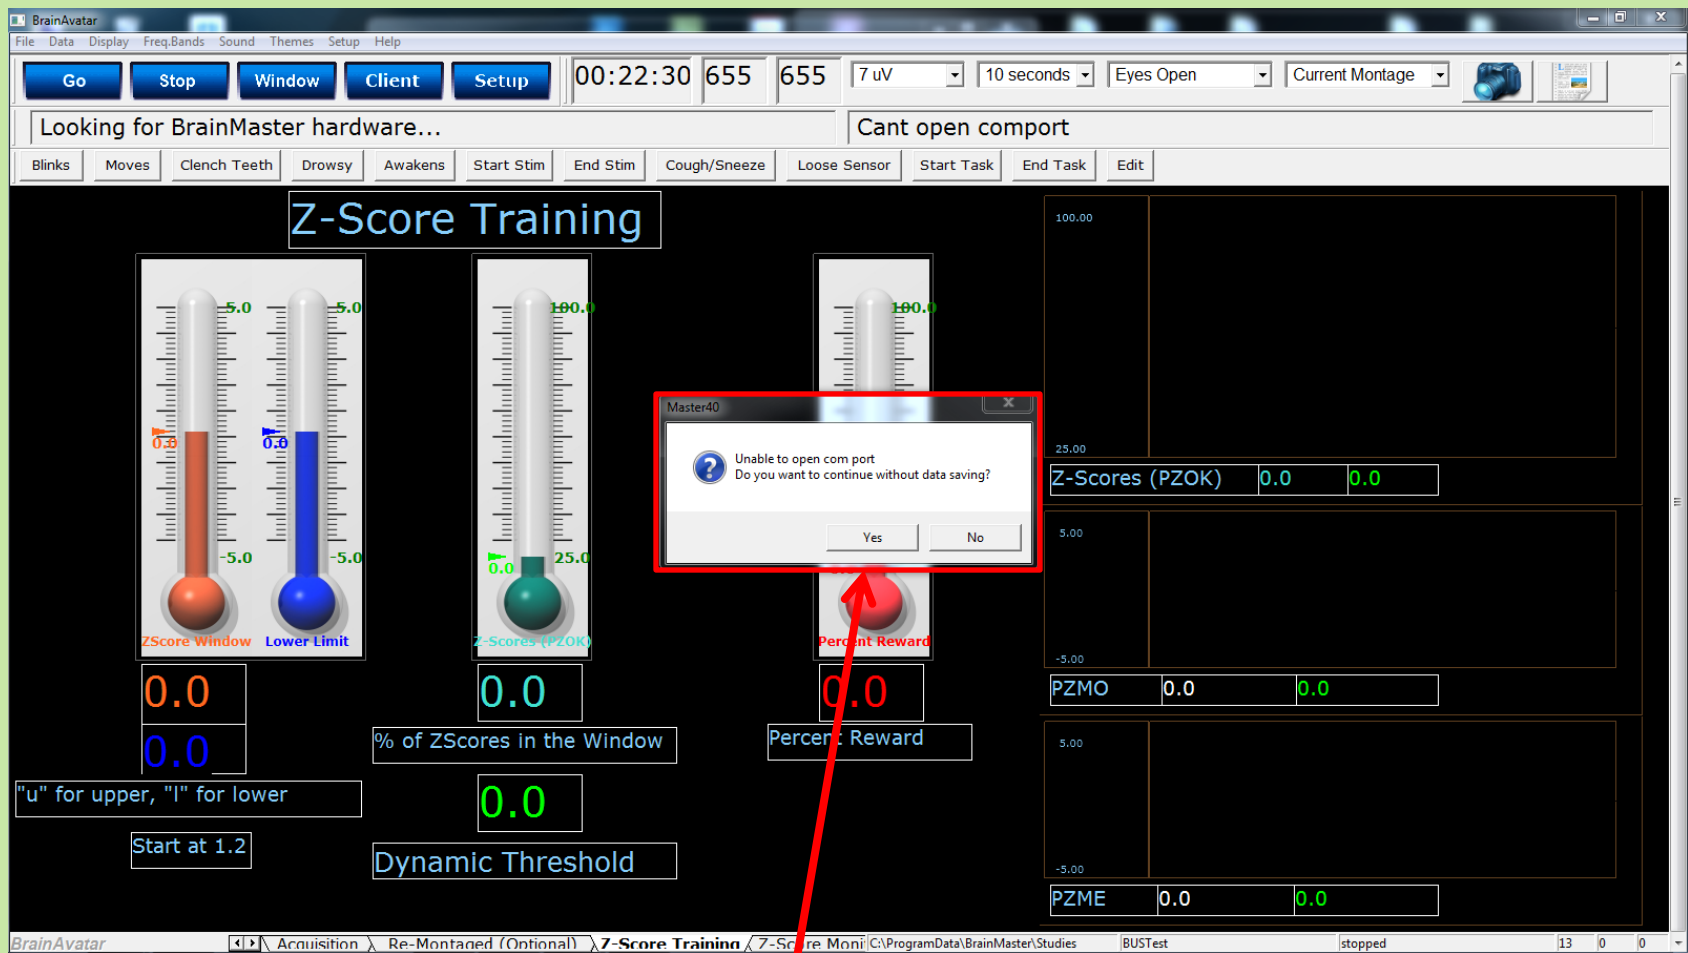 BrainAvatar
File Data Display Freq.Bands Sound Themes Setup Help
Go Stop Window Client Setup 00:22:30 655 655 7 uV 10 seconds Eyes Open Current Montage
Looking for BrainMaster hardware... Cant open comport
Blinks Moves Clench Teeth Drowsy Awakens Start Stim End Stim Cough/Sneeze Loose Sensor Start Task End Task Edit
Z-Score Training
5.0 5.0 100.0 100.0
0.0 0.0
-5.0 -5.0 0.0 25.0
ZScore Window Lower Limit Z-Scores (PZOK) Percent Reward
0.0 0.0 0.0
0.0
% of ZScores in the Window
Percent Reward
"u" for upper, "l" for lower
0.0
Start at 1.2
Dynamic Threshold
Master40
Unable to open com port
Do you want to continue without data saving?
Yes No
100.00
25.00
Z-Scores (PZOK) 0.0 0.0
5.00
-5.00
PZMO 0.0 0.0
5.00
-5.00
PZME 0.0 0.0
BrainAvatar Acquisition Re-Montaged (Optional) Z-Score Training Z-Score Moni C:\ProgramData\BrainMaster\Studies BUSTest stopped 13 0 0